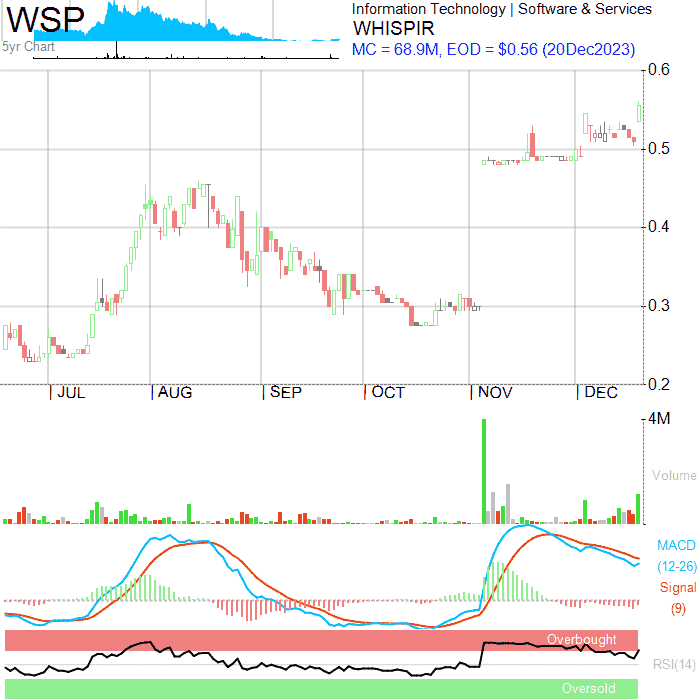 WSP
5yr Chart
Information Technology | Software & Services
WHISPIR
MC = 68.9M, EOD = $0.56 (20Dec2023)
0.6
0.5
0.4
0.3
0.2
JUL AUG SEP OCT NOV DEC
4M
Volume
MACD
(12-26)
Signal
(9)
Overbought
RSI(14)
Oversold